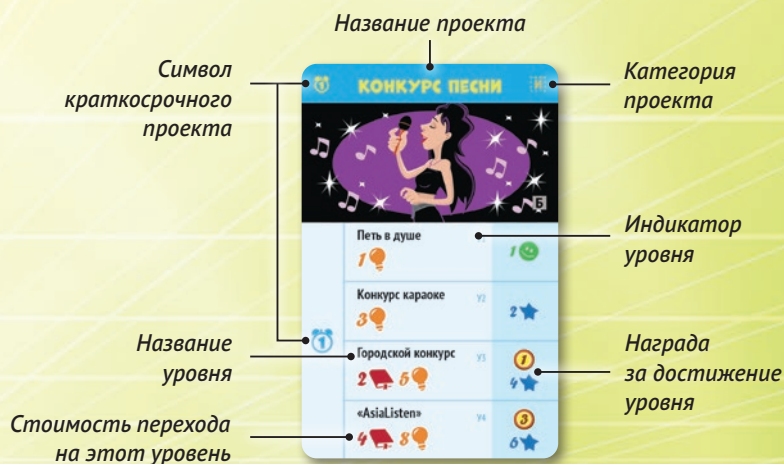 Название проекта
Символ
краткосрочного
проекта
Категория
проекта
1
КОНКУРС ПЕСНИ
И
Б
Индикатор
уровня
Петь в душе
1
1
Конкурс караоке
У2
3
2
1
Название
уровня
Городской конкурс
У3
2 5
1
4
Награда
за достижение
уровня
Стоимость перехода
на этот уровень
«AsiaListen»
У4
4 8
3
6